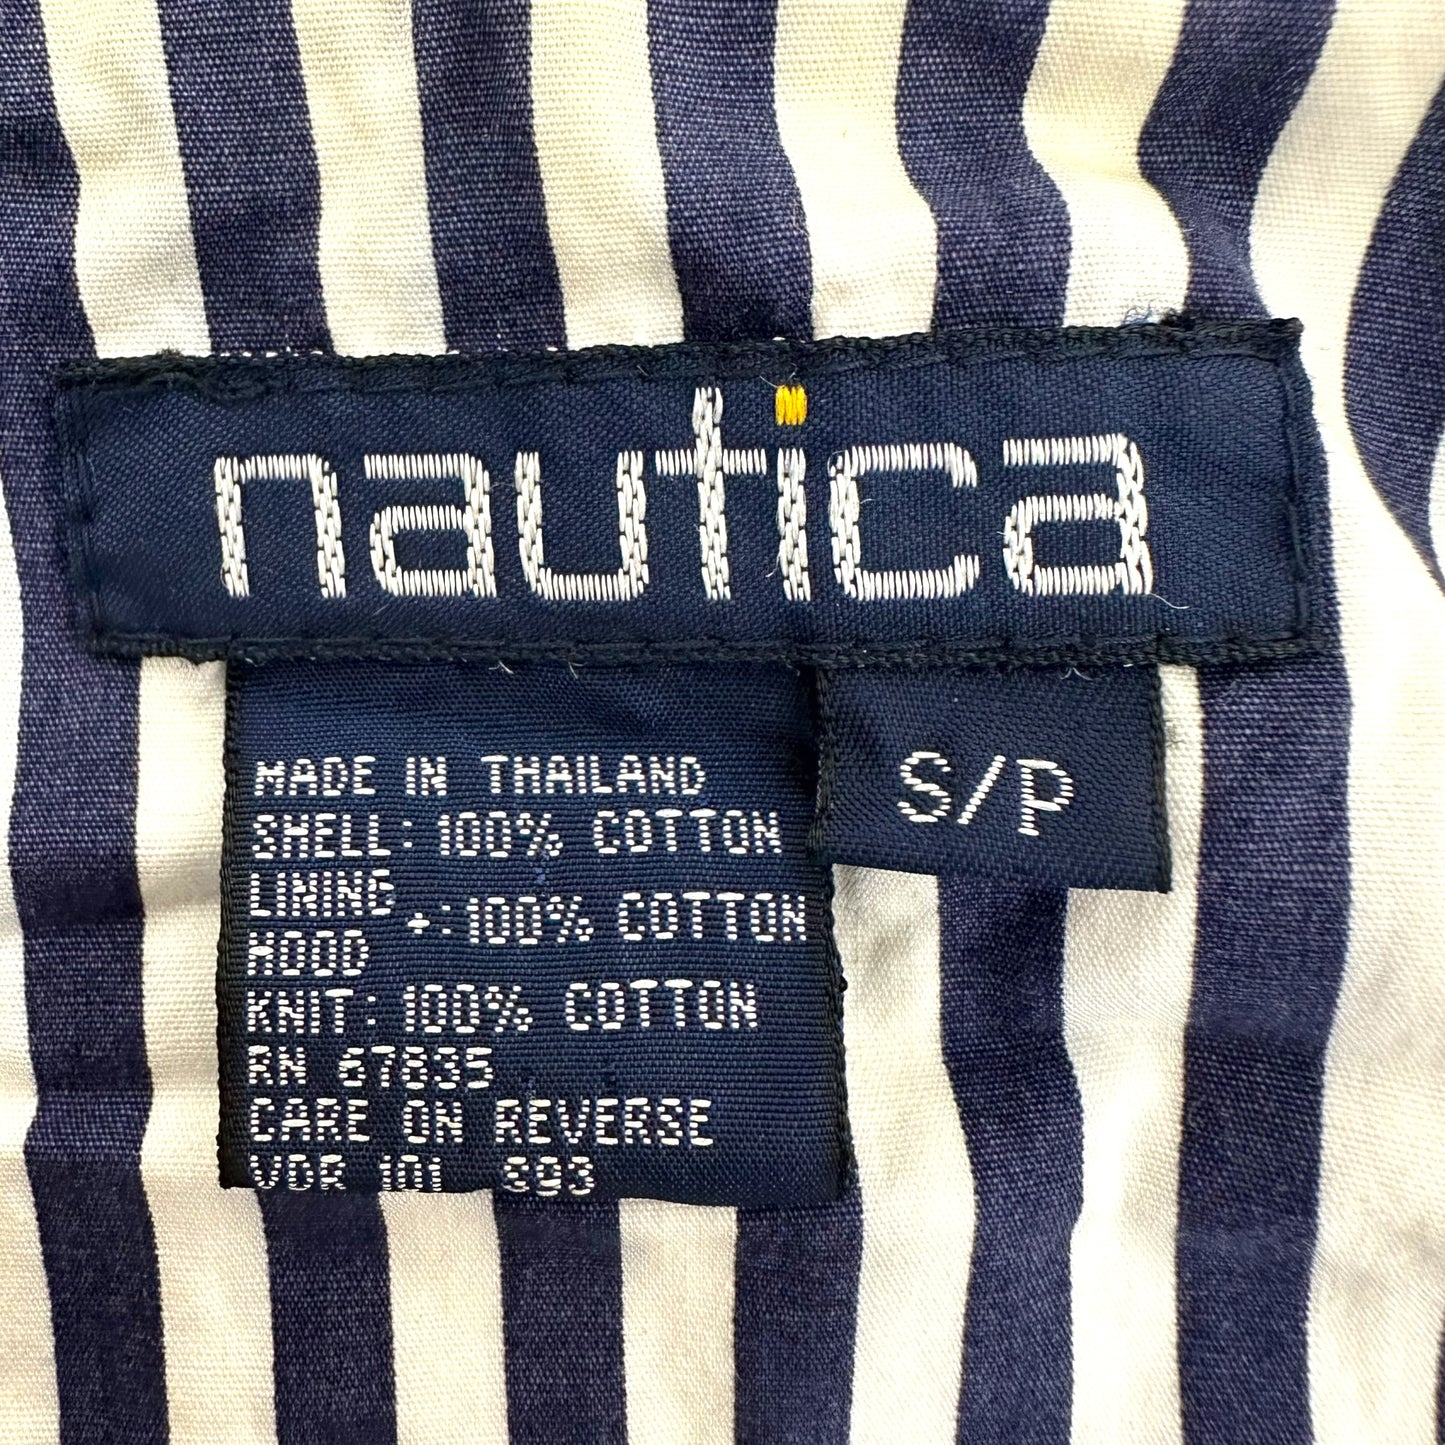 nautica
S/P
MADE IN THAILAND
SHELL: 100% COTTON
LINING
+: 100% COTTON
HOOD
KNIT: 100% COTTON
RN 67835
CARE ON REVERSE
VDR 101 S93